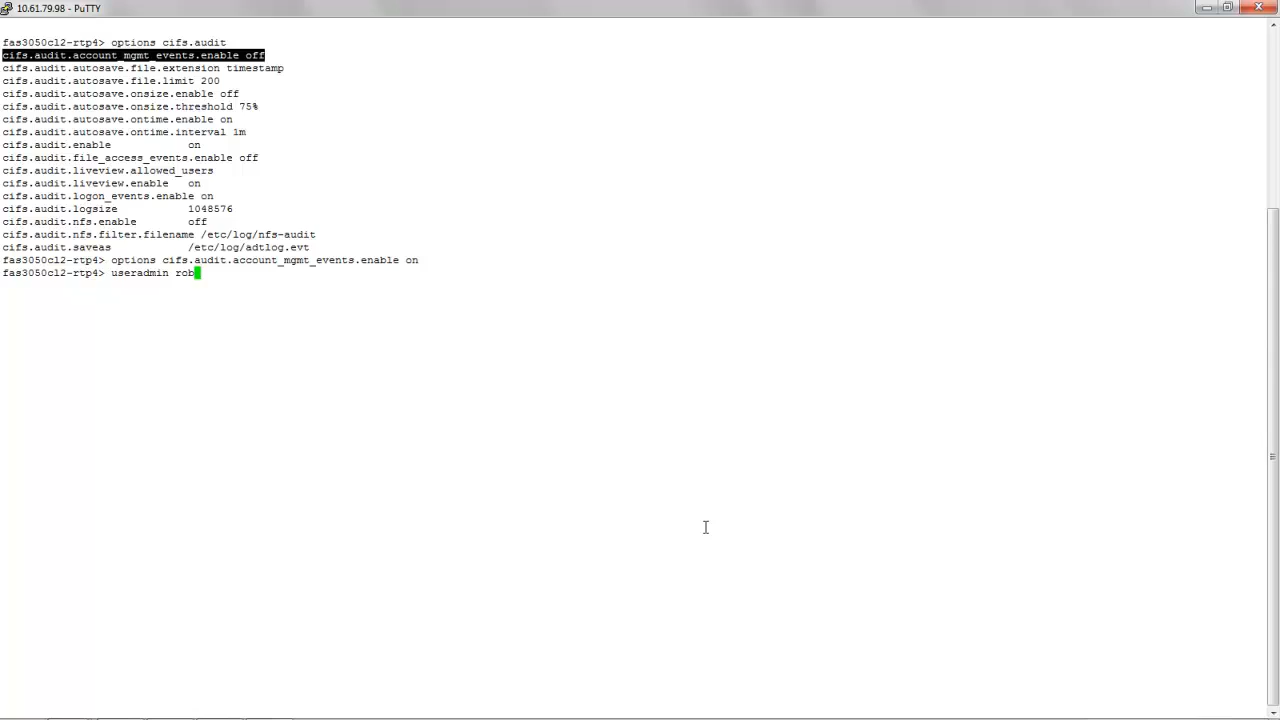 10.61.79.98 - PuTTY
fas3050cl2-rtp4> options cifs.audit
cifs.audit.account_mgmt_events.enable off
cifs.audit.autosave.file.extension timestamp
cifs.audit.autosave.file.limit 200
cifs.audit.autosave.onsize.enable off
cifs.audit.autosave.onsize.threshold 75%
cifs.audit.autosave.ontime.enable on
cifs.audit.autosave.ontime.interval 1m
cifs.audit.enable            on
cifs.audit.file_access_events.enable off
cifs.audit.liveview.allowed_users
cifs.audit.liveview.enable   on
cifs.audit.logon_events.enable on
cifs.audit.logsize           1048576
cifs.audit.nfs.enable        off
cifs.audit.nfs.filter.filename /etc/log/nfs-audit
cifs.audit.saveas            /etc/log/adtlog.evt
fas3050cl2-rtp4> options cifs.audit.account_mgmt_events.enable on
fas3050cl2-rtp4> useradmin rob